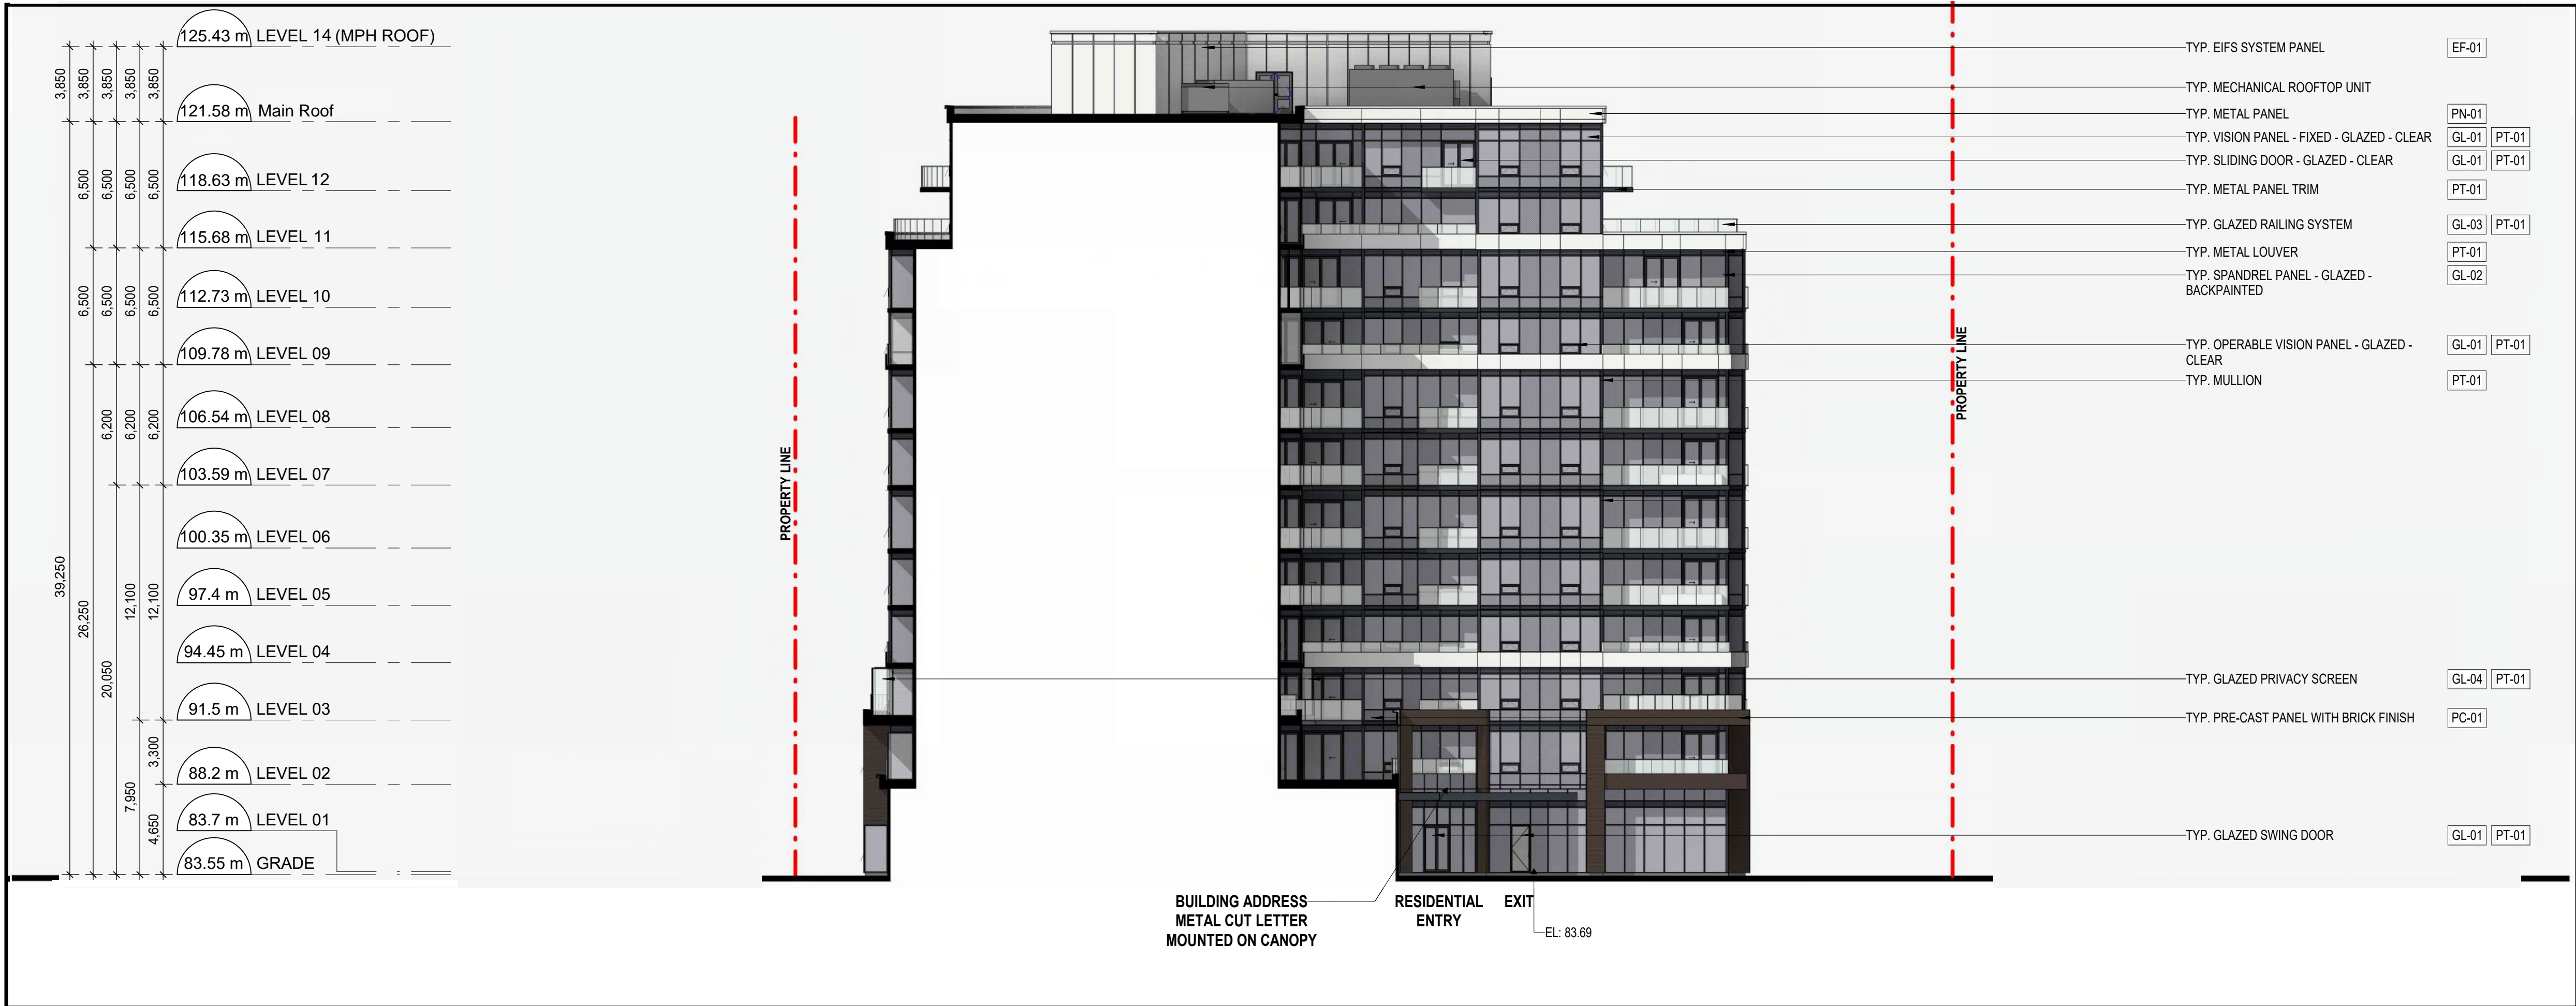 125.43 m LEVEL 14 (MPH ROOF)
121.58 m Main Roof
118.63 m LEVEL 12
115.68 m LEVEL 11
112.73 m LEVEL 10
109.78 m LEVEL 09
106.54 m LEVEL 08
103.59 m LEVEL 07
100.35 m LEVEL 06
97.4 m LEVEL 05
94.45 m LEVEL 04
91.5 m LEVEL 03
88.2 m LEVEL 02
83.7 m LEVEL 01
83.55 m GRADE
3,850
39,250
3,850
6,500
6,500
26,250
3,850
6,500
6,500
6,200
20,050
3,850
6,500
6,500
6,200
12,100
7,950
3,850
6,500
6,500
6,200
12,100
3,300
4,650
PROPERTY LINE
PROPERTY LINE
TYP. EIFS SYSTEM PANEL EF-01
TYP. MECHANICAL ROOFTOP UNIT
TYP. METAL PANEL PN-01
TYP. VISION PANEL - FIXED - GLAZED - CLEAR GL-01 PT-01
TYP. SLIDING DOOR - GLAZED - CLEAR GL-01 PT-01
TYP. METAL PANEL TRIM PT-01
TYP. GLAZED RAILING SYSTEM GL-03 PT-01
TYP. METAL LOUVER PT-01
TYP. SPANDREL PANEL - GLAZED - GL-02
BACKPAINTED
TYP. OPERABLE VISION PANEL - GLAZED - GL-01 PT-01
CLEAR
TYP. MULLION PT-01
TYP. GLAZED PRIVACY SCREEN GL-04 PT-01
TYP. PRE-CAST PANEL WITH BRICK FINISH PC-01
TYP. GLAZED SWING DOOR GL-01 PT-01
BUILDING ADDRESS
METAL CUT LETTER
MOUNTED ON CANOPY
RESIDENTIAL
ENTRY
EXIT
EL: 83.69